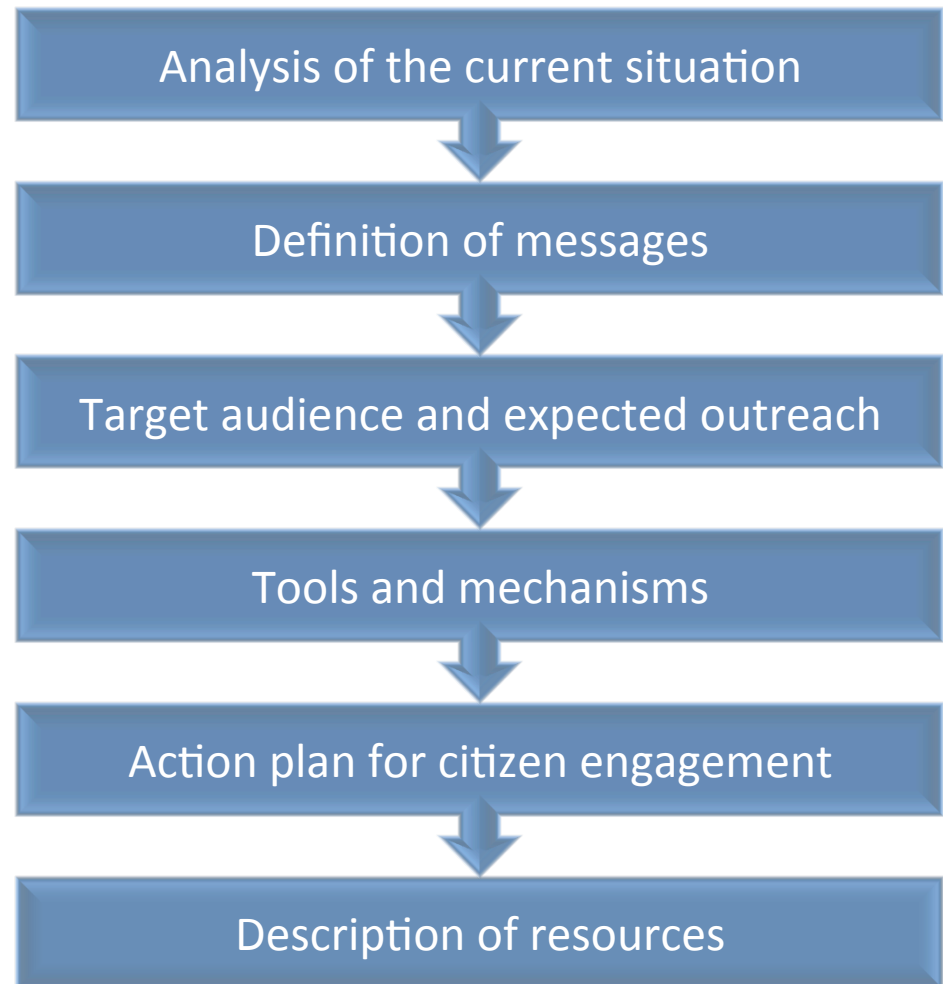 Analysis of the current situation
Definition of messages
Target audience and expected outreach
Tools and mechanisms
Action plan for citizen engagement
Description of resources